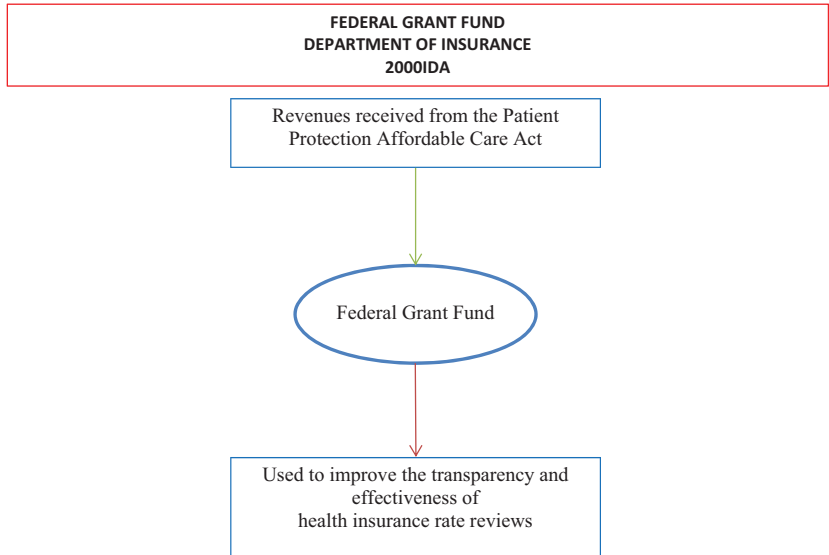 FEDERAL GRANT FUND
DEPARTMENT OF INSURANCE
2000IDA
Revenues received from the Patient
Protection Affordable Care Act
Federal Grant Fund
Used to improve the transparency and
effectiveness of
health insurance rate reviews